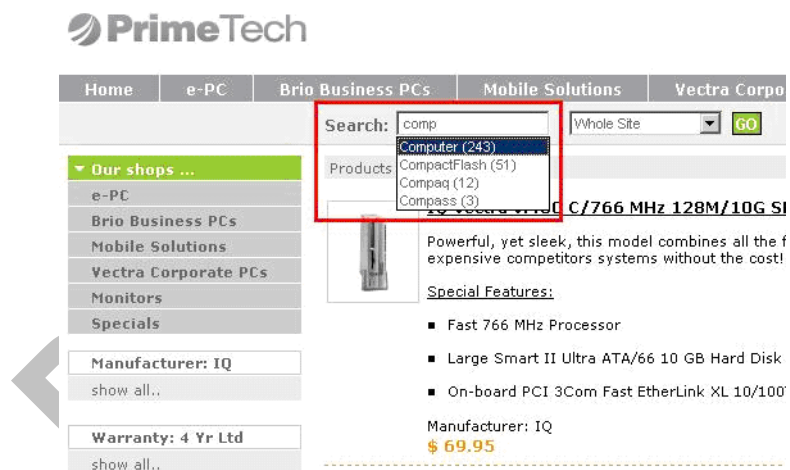 PrimeTech
Home e-PC Brio Business PCs Mobile Solutions Vectra Corpo
Search: comp Whole Site GO
Computer (243)
CompactFlash (51)
Compaq (12)
Compass (3)
Our shops ...
e-PC
Brio Business PCs
Mobile Solutions
Vectra Corporate PCs
Monitors
Specials
Manufacturer: IQ
show all..
Warranty: 4 Yr Ltd
show all..
Products
C/766 MHz 128M/10G
Powerful, yet sleek, this model combines all the
expensive competitors systems without the cost!
Special Features:
Fast 766 MHz Processor
Large Smart II Ultra ATA/66 10 GB Hard Disk
On-board PCI 3Com Fast EtherLink XL 10/100
Manufacturer: IQ
$ 69.95